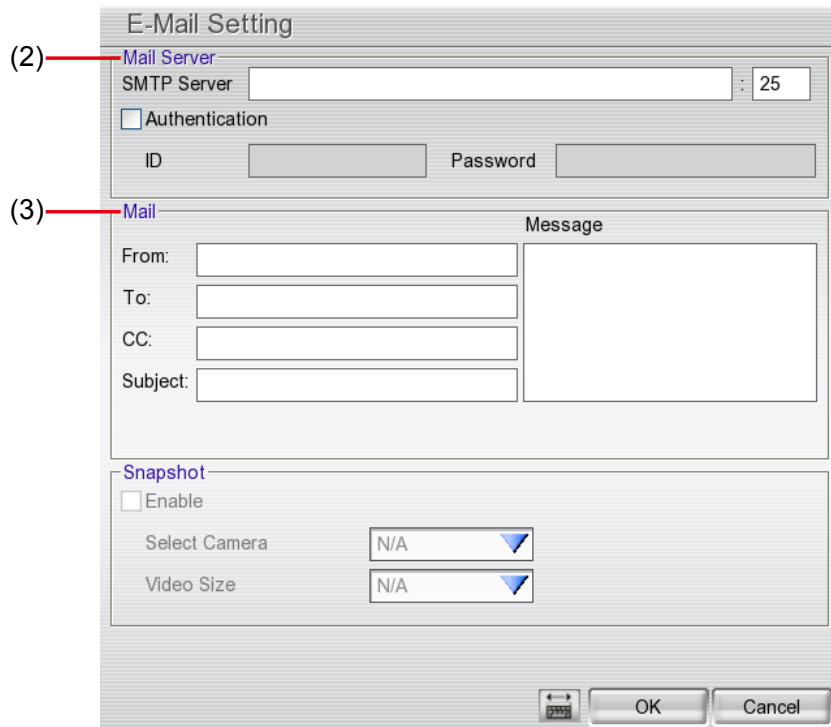 E-Mail Setting
(2) Mail Server
SMTP Server : 25
Authentication
ID Password
(3) Mail
Message
From:
To:
CC:
Subject:
Snapshot
Enable
Select Camera N/A
Video Size N/A
OK Cancel